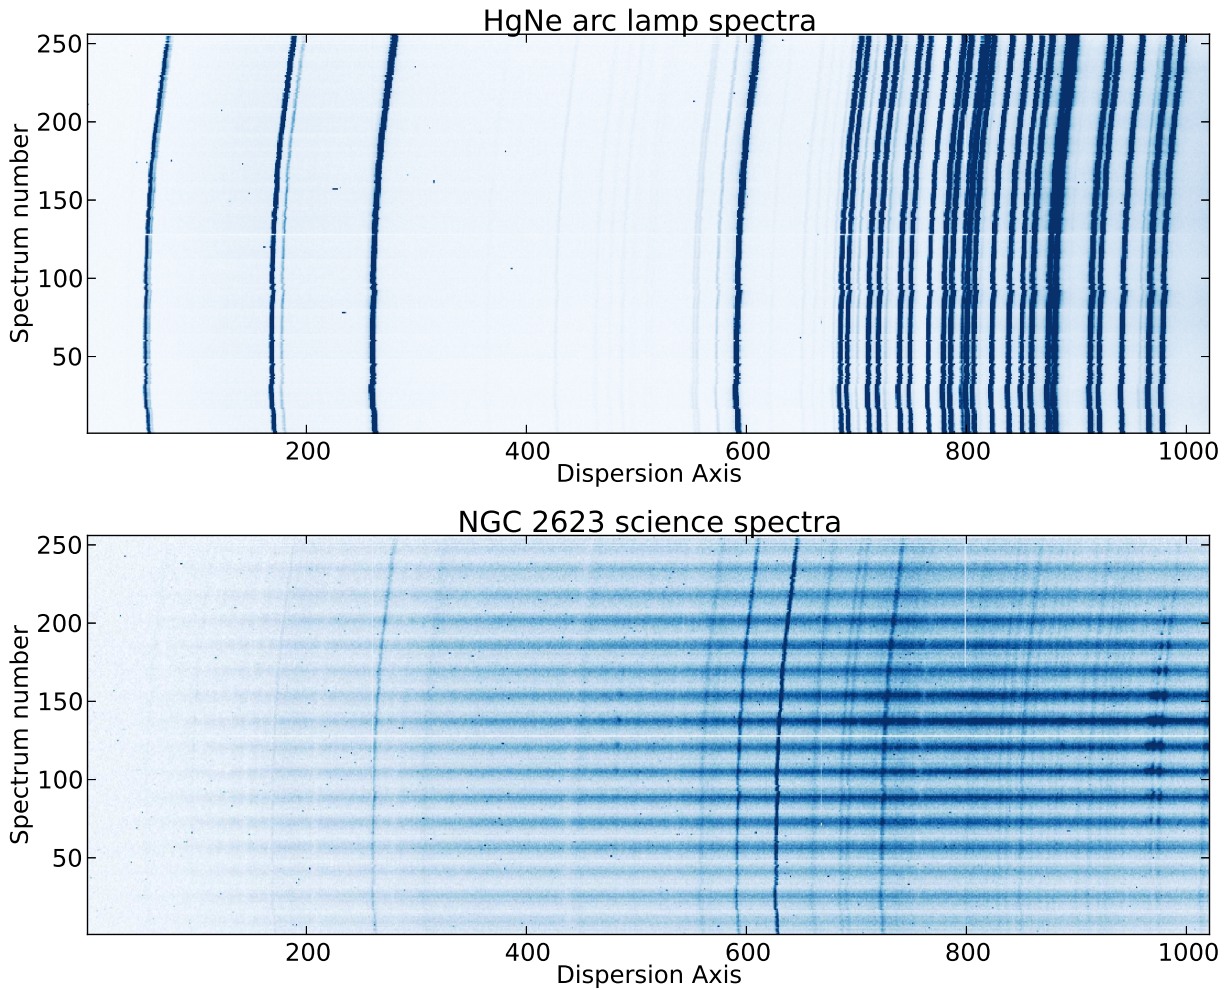 HgNe arc lamp spectra
250
200
150
100
50
Spectrum number
200 400 600 800 1000
Dispersion Axis
NGC 2623 science spectra
250
200
150
100
50
Spectrum number
200 400 600 800 1000
Dispersion Axis